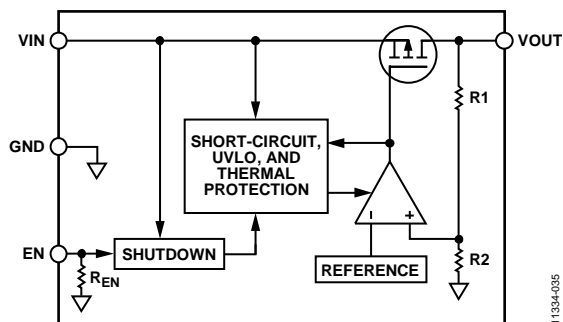 VIN
VOUT
R1
GND
SHORT-CIRCUIT,
UVLO, AND
THERMAL
PROTECTION
EN
SHUTDOWN
REN
– +
REFERENCE
R2
11334-035